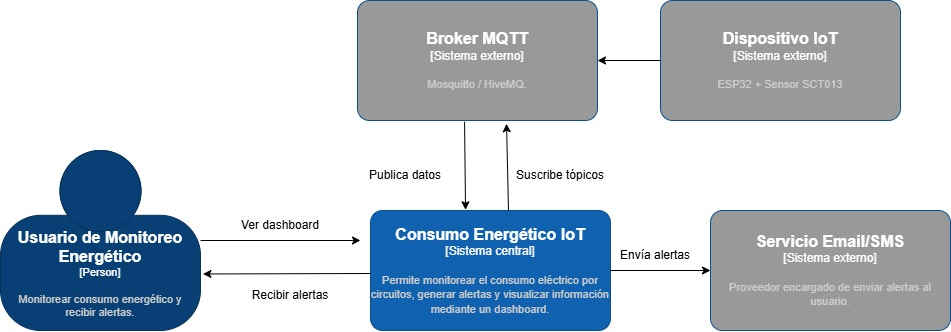 Broker MQTT
[Sistema externo]
Mosquitto / HiveMQ.
Dispositivo IoT
[Sistema externo]
ESP32 + Sensor SCT013
Publica datos
Suscribe tópicos
Usuario de Monitoreo
Energético
[Person]
Monitorear consumo energético y
recibir alertas.
Ver dashboard
Recibir alertas
Consumo Energético IoT
[Sistema central]
Permite monitorear el consumo eléctrico por
circuitos, generar alertas y visualizar información
mediante un dashboard.
Envía alertas
Servicio Email/SMS
[Sistema externo]
Proveedor encargado de enviar alertas al
usuario.